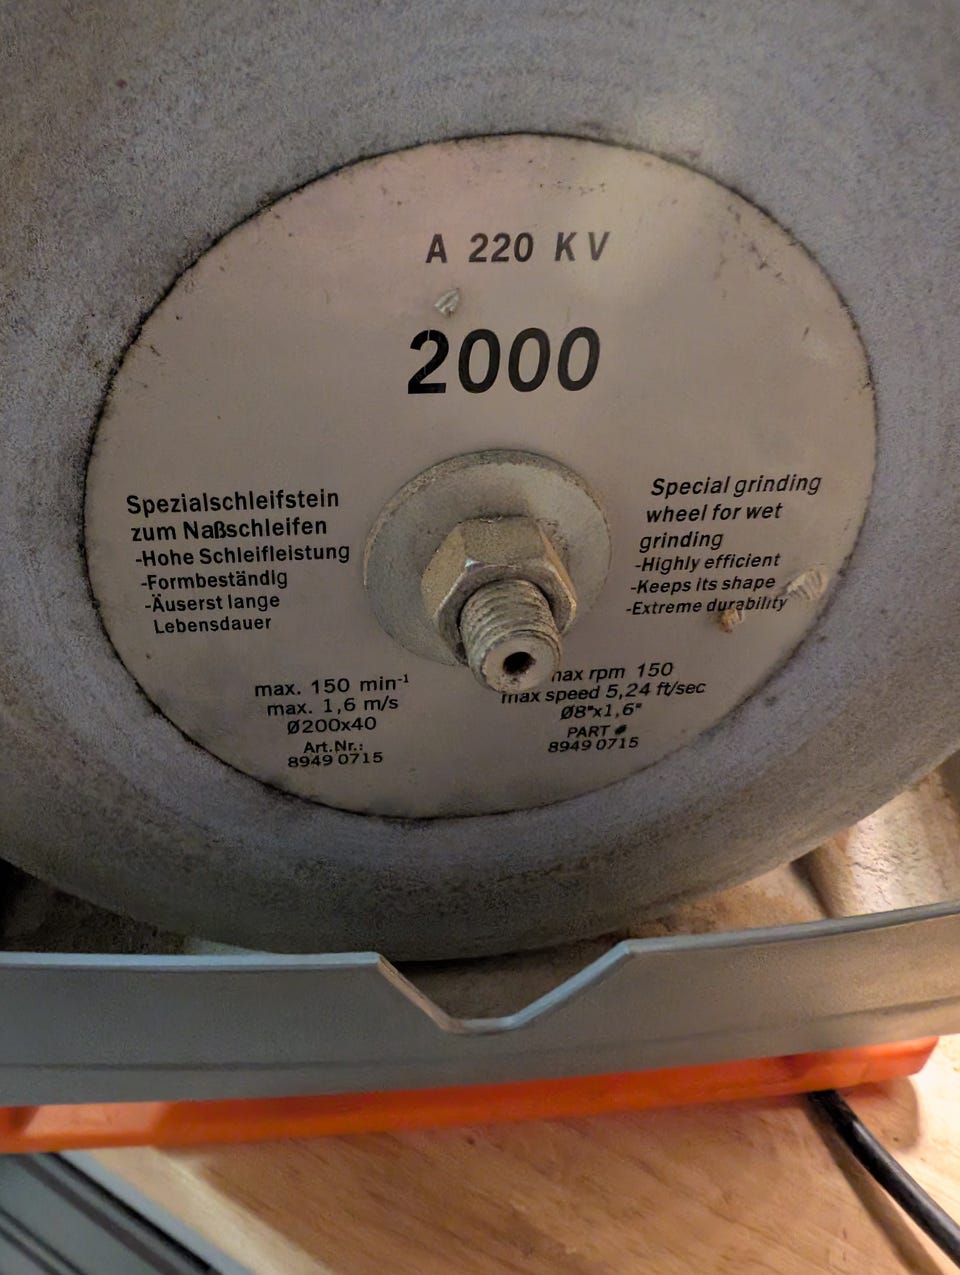 A 220 KV
2000
Spezialschleifstein
zum Naßschleifen
-Hohe Schleifleistung
-Formbeständig
-Äuserst lange
Lebensdauer
max. 150 min-1
max. 1,6 m/s
Ø200x40
Art.Nr.:
8949 0715
Special grinding
wheel for wet
grinding
-Highly efficient
-Keeps its shape
-Extreme durability
max rpm 150
max speed 5,24 ft/sec
Ø8"x1,6"
PART #
8949 0715